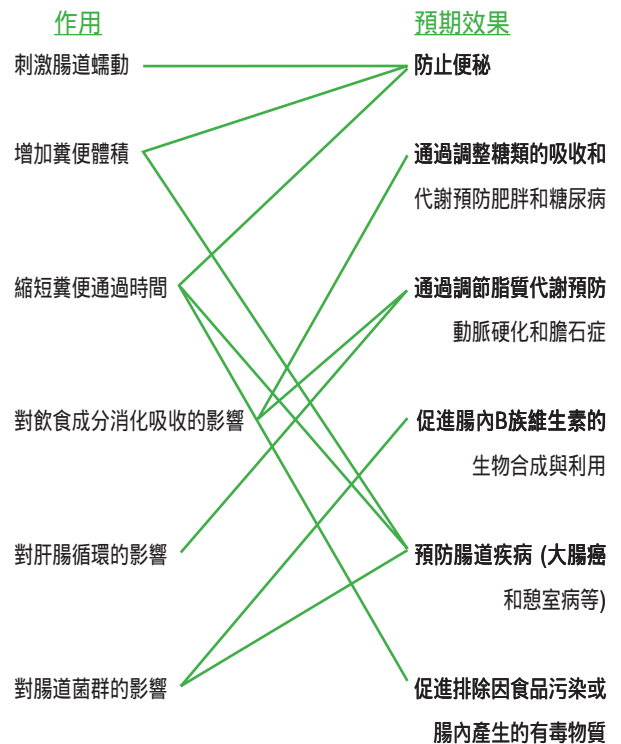 作用
預期效果
刺激腸道蠕動
防止便秘
增加糞便體積
通過調整糖類的吸收和
代謝預防肥胖和糖尿病
縮短糞便通過時間
通過調節脂質代謝預防
動脈硬化和膽石症
對飲食成分消化吸收的影響
促進腸內B族維生素的
生物合成與利用
對肝腸循環的影響
預防腸道疾病 (大腸癌
和憩室病等)
對腸道菌群的影響
促進排除因食品污染或
腸內產生的有毒物質